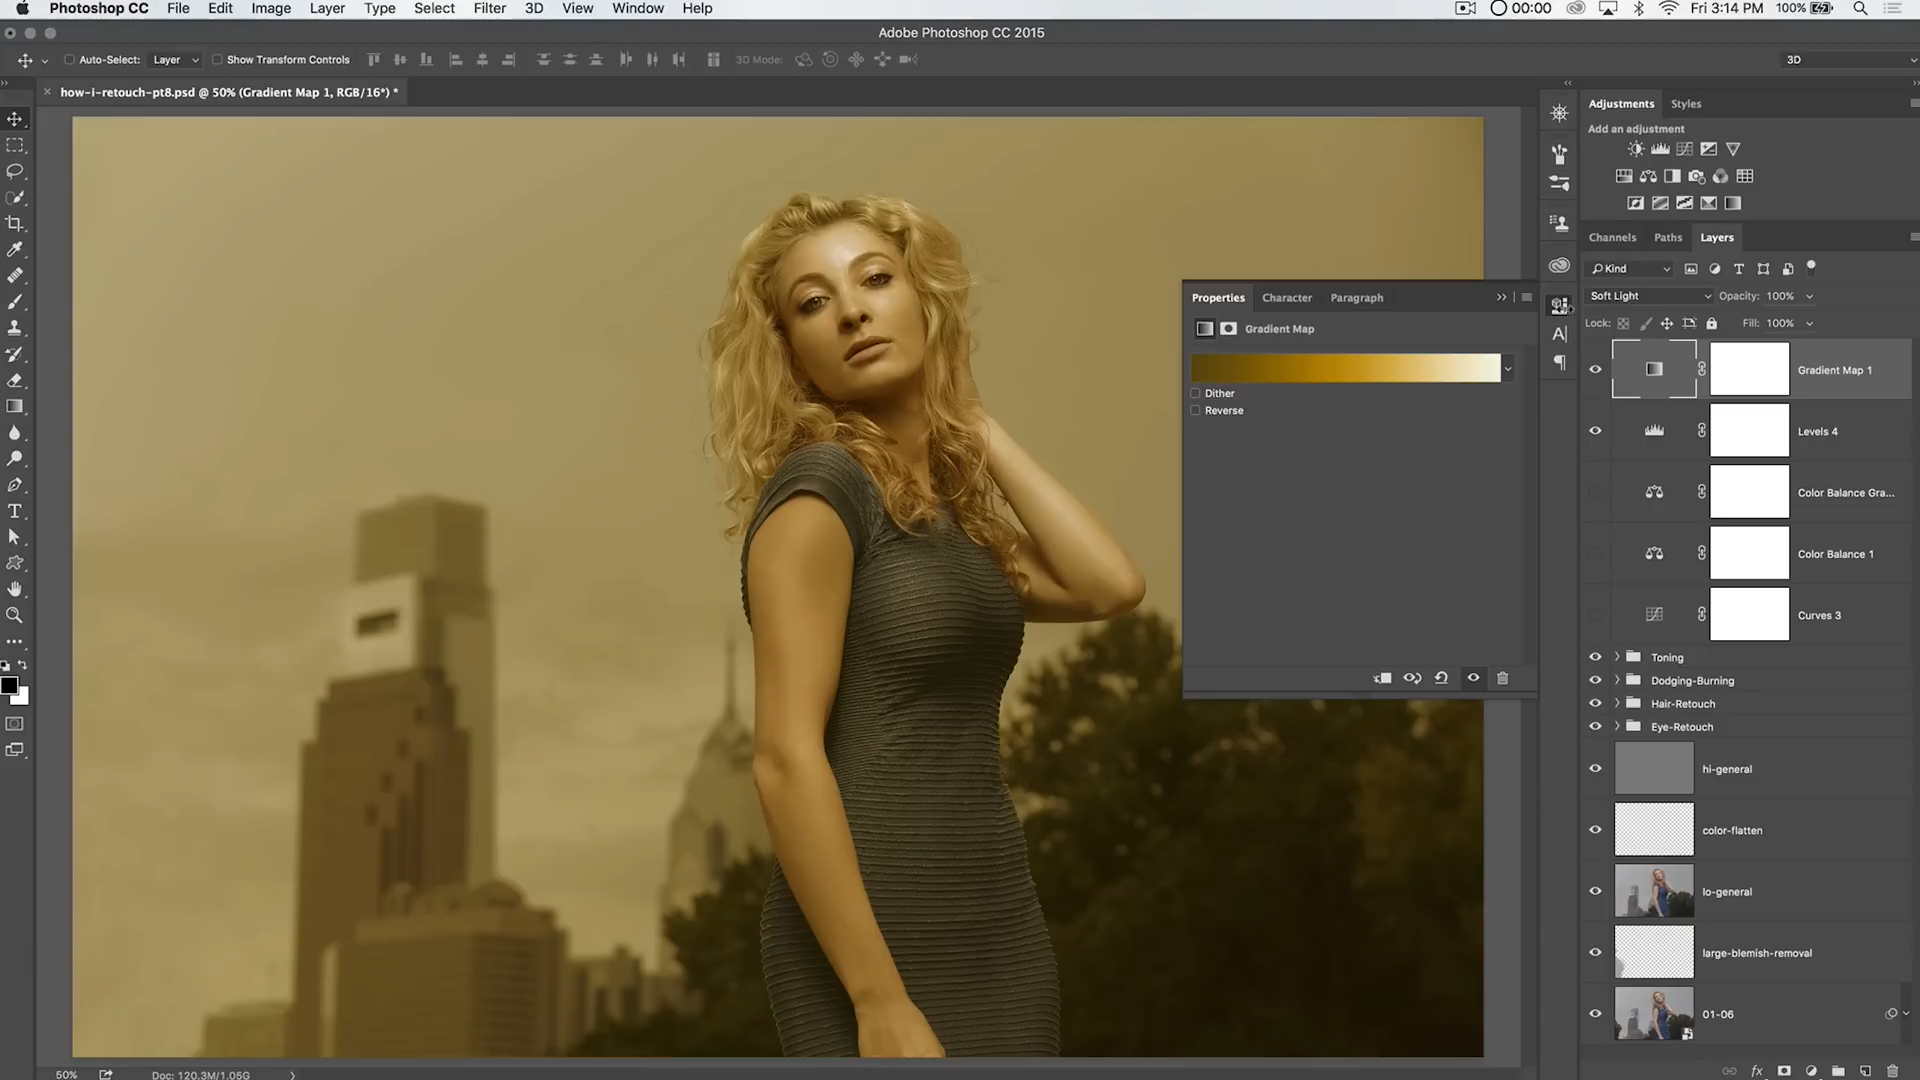 Photoshop CC File Edit Image Layer Type Select Filter 3D View Window Help 00:00 Fri 3:14 PM 100%
Adobe Photoshop CC 2015
Auto-Select: Layer Show Transform Controls 3D Mode: 3D
how-i-retouch-pt8.psd @ 50% (Gradient Map 1, RGB/16*) *
Adjustments Styles
Add an adjustment
Channels Paths Layers
Kind
Soft Light Opacity: 100%
Lock: Fill: 100%
Properties Character Paragraph
Gradient Map
Dither
Reverse
Gradient Map 1
Levels 4
Color Balance Gra...
Color Balance 1
Curves 3
Toning
Dodging-Burning
Hair-Retouch
Eye-Retouch
hi-general
color-flatten
lo-general
large-blemish-removal
01-06
50% Doc: 120.3M/1.05G